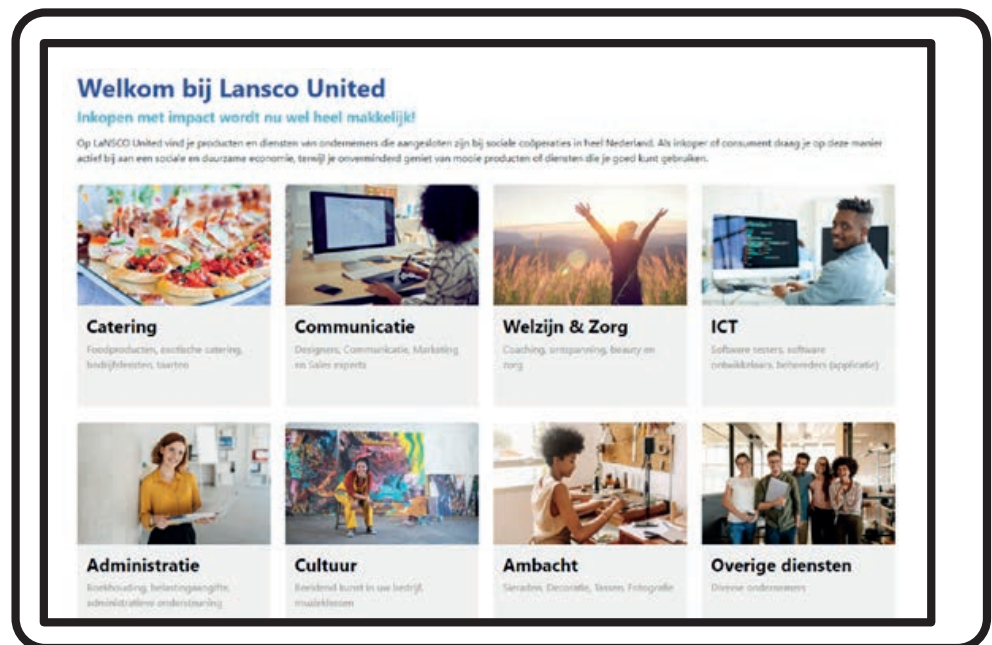 Welkom bij Lansco United
Inkopen met impact wordt nu wel heel makkelijk!
Op LaNSCO United vind je producten en diensten van ondernemers die aangesloten zijn bij sociale coöperaties in heel Nederland. Als inkoper of consument draag je op deze manier
actief bij aan een sociale en duurzame economie, terwijl je onverminderd geniet van mooie producten of diensten die je goed kunt gebruiken.
Catering
Foodproducten, exotische catering,
bedrijfsfeesten, taarten
Communicatie
Designers, Communicatie, Marketing
en Sales experts
Welzijn & Zorg
Coaching, ontspanning, beauty en
zorg
ICT
Software testers, software
ontwikkelaars, beheerders (applicatie)
Administratie
Boekhouding, belastingaangifte,
administratieve ondersteuning
Cultuur
Beeldend kunst in uw bedrijf,
muzieklessen
Ambacht
Sieraden, Decoratie, Tassen, Fotografie
Overige diensten
Diverse ondernemers